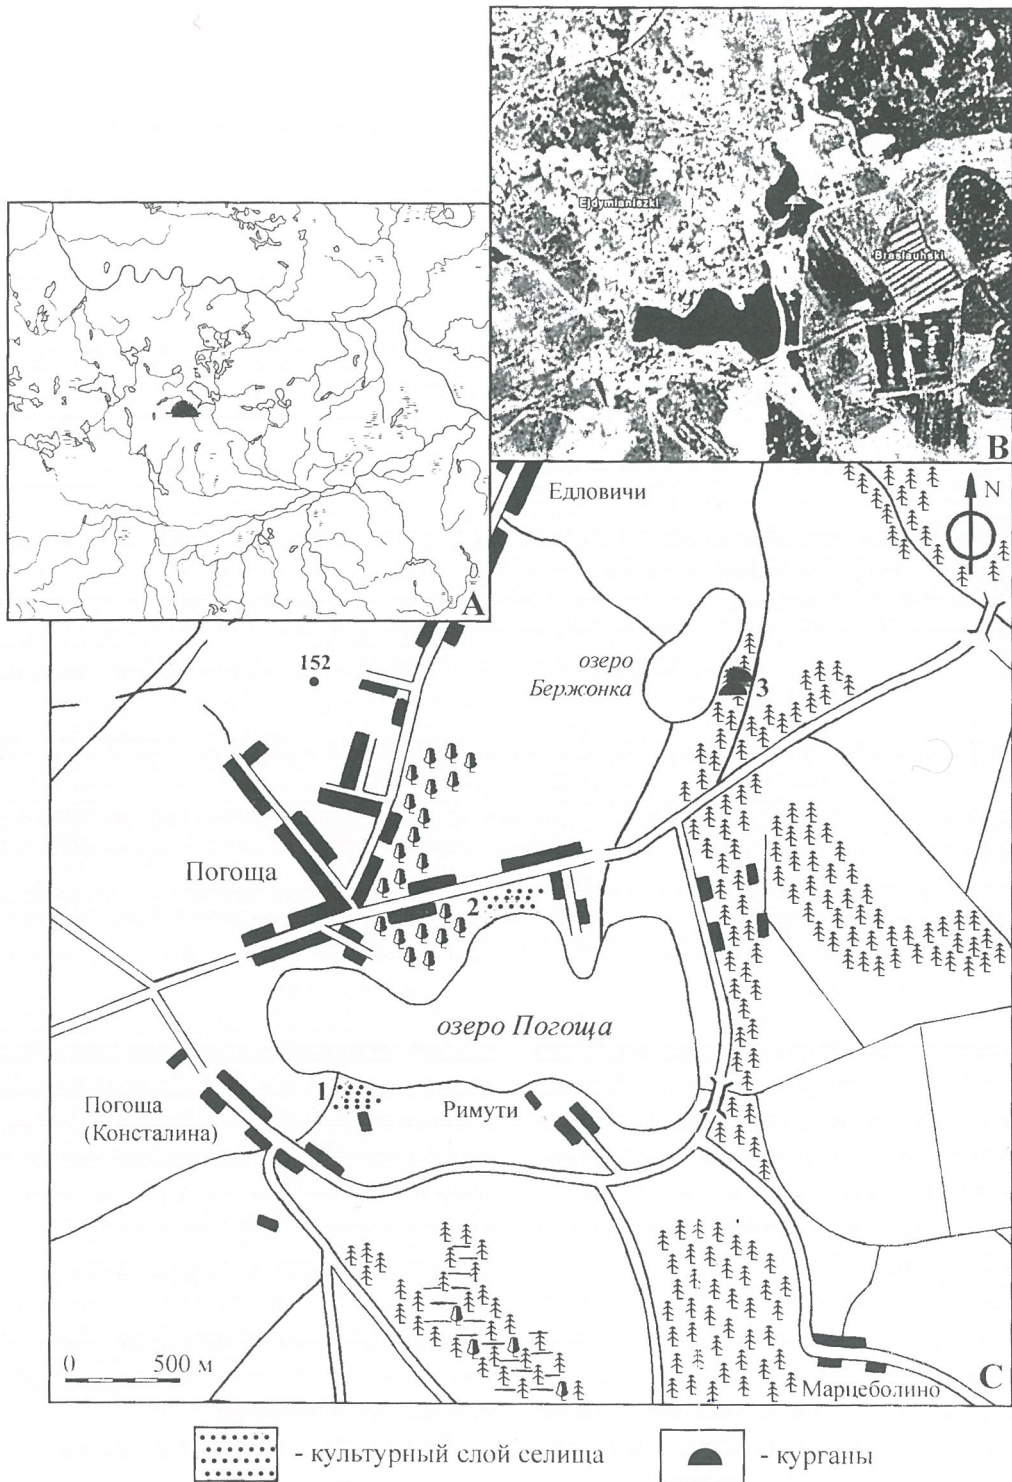 Ejdymianiszki
Braslauhski
B
A
Едловичи
N
152
озеро
Бержонка
3
Погоща
2
озеро Погоща
1
Погоща
(Консталина)
Римути
0 500 м
Марцеболино
C
- культурный слой селища
- курганы